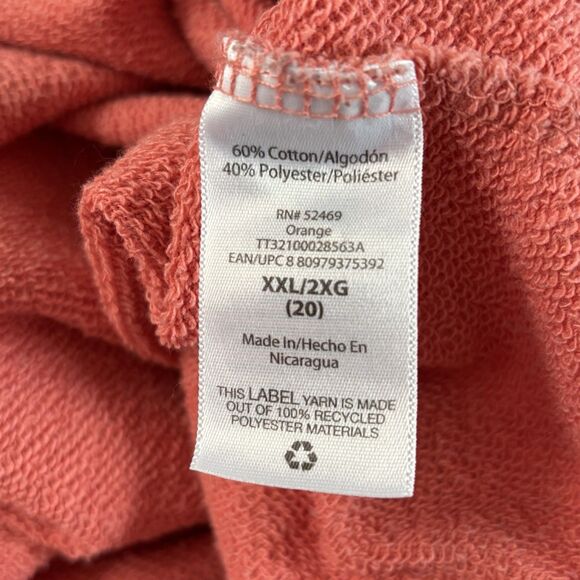 60% Cotton/Algodón
40% Polyester/Poliéster
RN# 52469
Orange
TT32100028563A
EAN/UPC 8 80979375392
XXL/2XG
(20)
Made In/Hecho En
Nicaragua
THIS LABEL YARN IS MADE
OUT OF 100% RECYCLED
POLYESTER MATERIALS